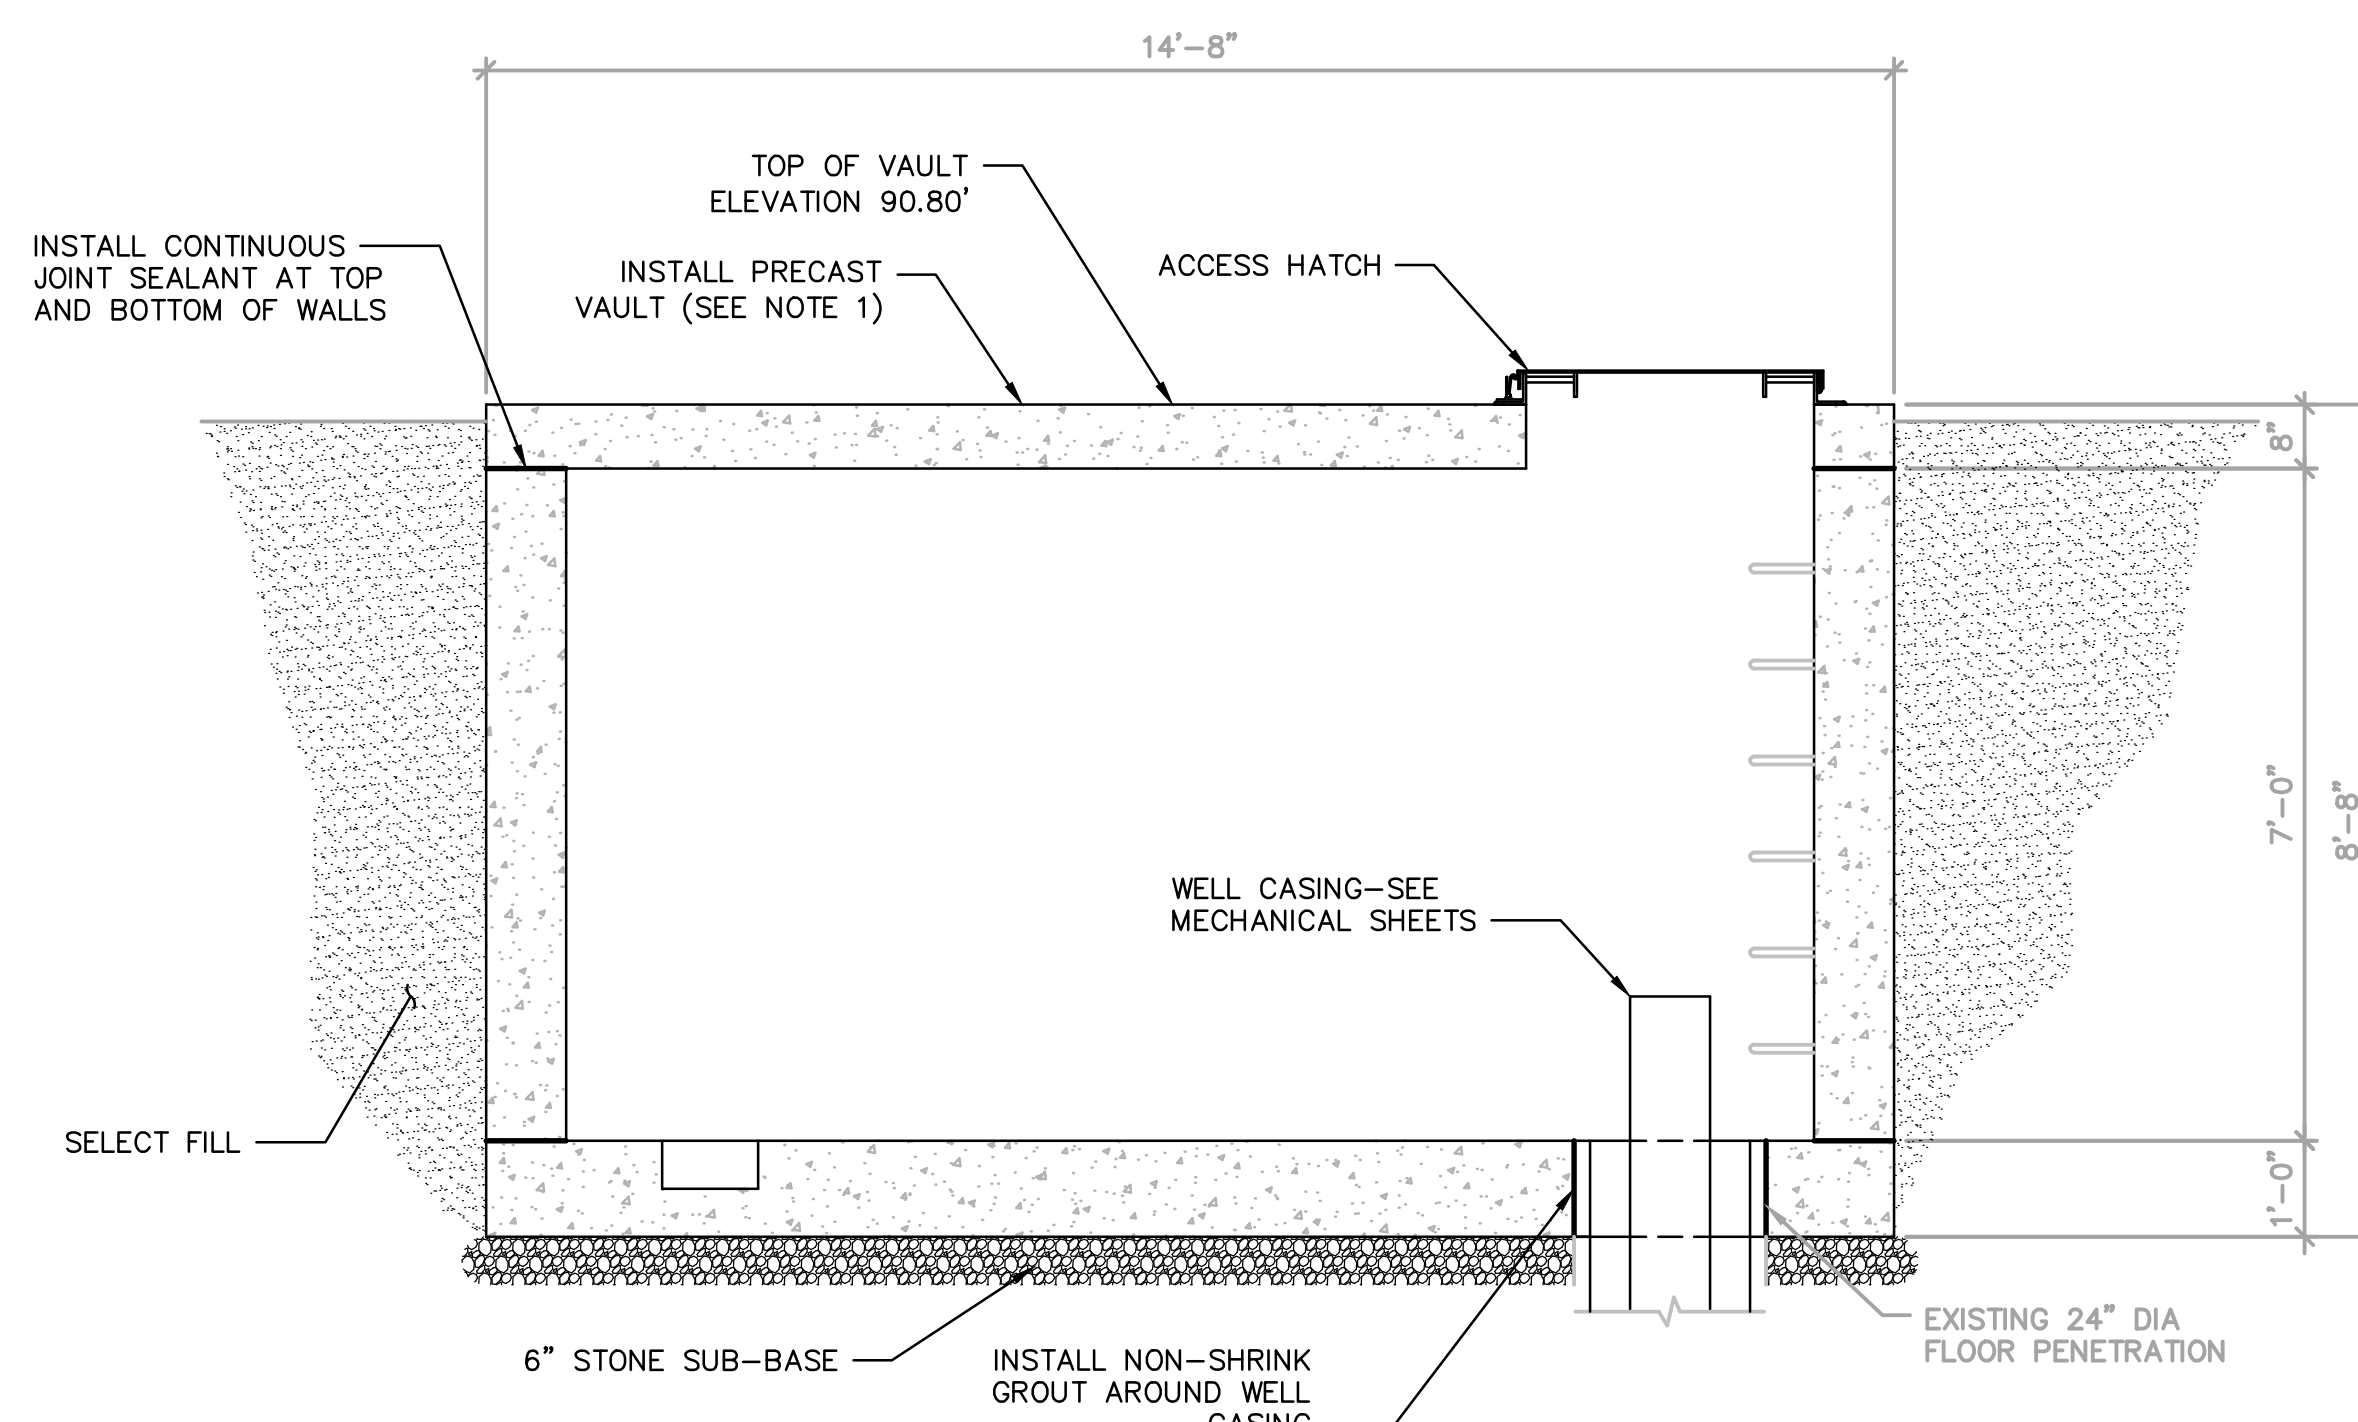 14'-8"
TOP OF VAULT
ELEVATION 90.80'
INSTALL CONTINUOUS
JOINT SEALANT AT TOP
AND BOTTOM OF WALLS
INSTALL PRECAST
VAULT (SEE NOTE 1)
ACCESS HATCH
8"
7'-0"
8'-8"
WELL CASING-SEE
MECHANICAL SHEETS
SELECT FILL
1'-0"
EXISTING 24" DIA
FLOOR PENETRATION
6" STONE SUB-BASE
INSTALL NON-SHRINK
GROUT AROUND WELL
CASING